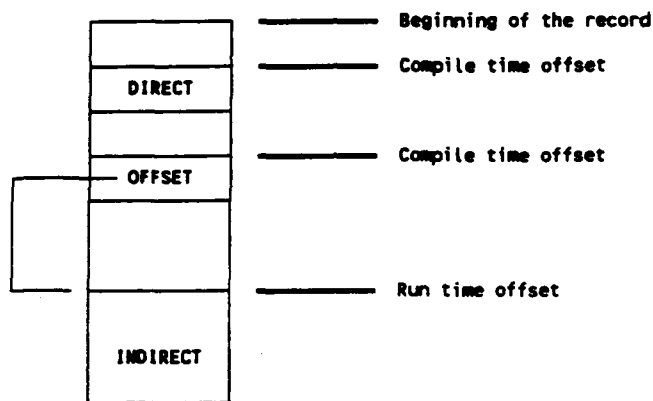 Beginning of the record
Compile time offset
DIRECT
Compile time offset
OFFSET
Run time offset
INDIRECT